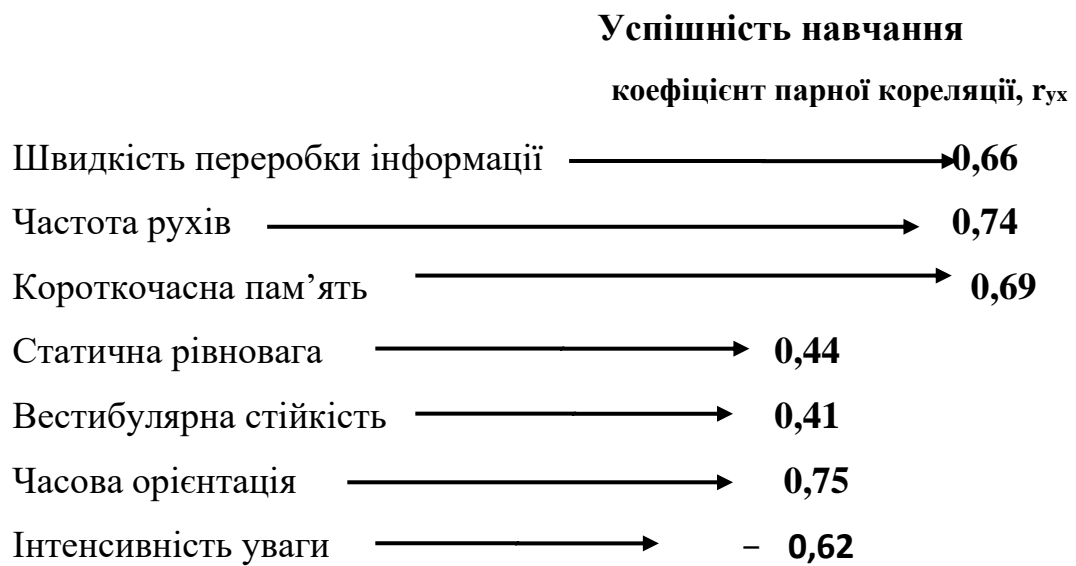 Успішність навчання
коефіцієнт парної кореляції, rух
Швидкість переробки інформації 0,66
Частота рухів 0,74
Короткочасна пам’ять 0,69
Статична рівновага 0,44
Вестибулярна стійкість 0,41
Часова орієнтація 0,75
Інтенсивність уваги – 0,62